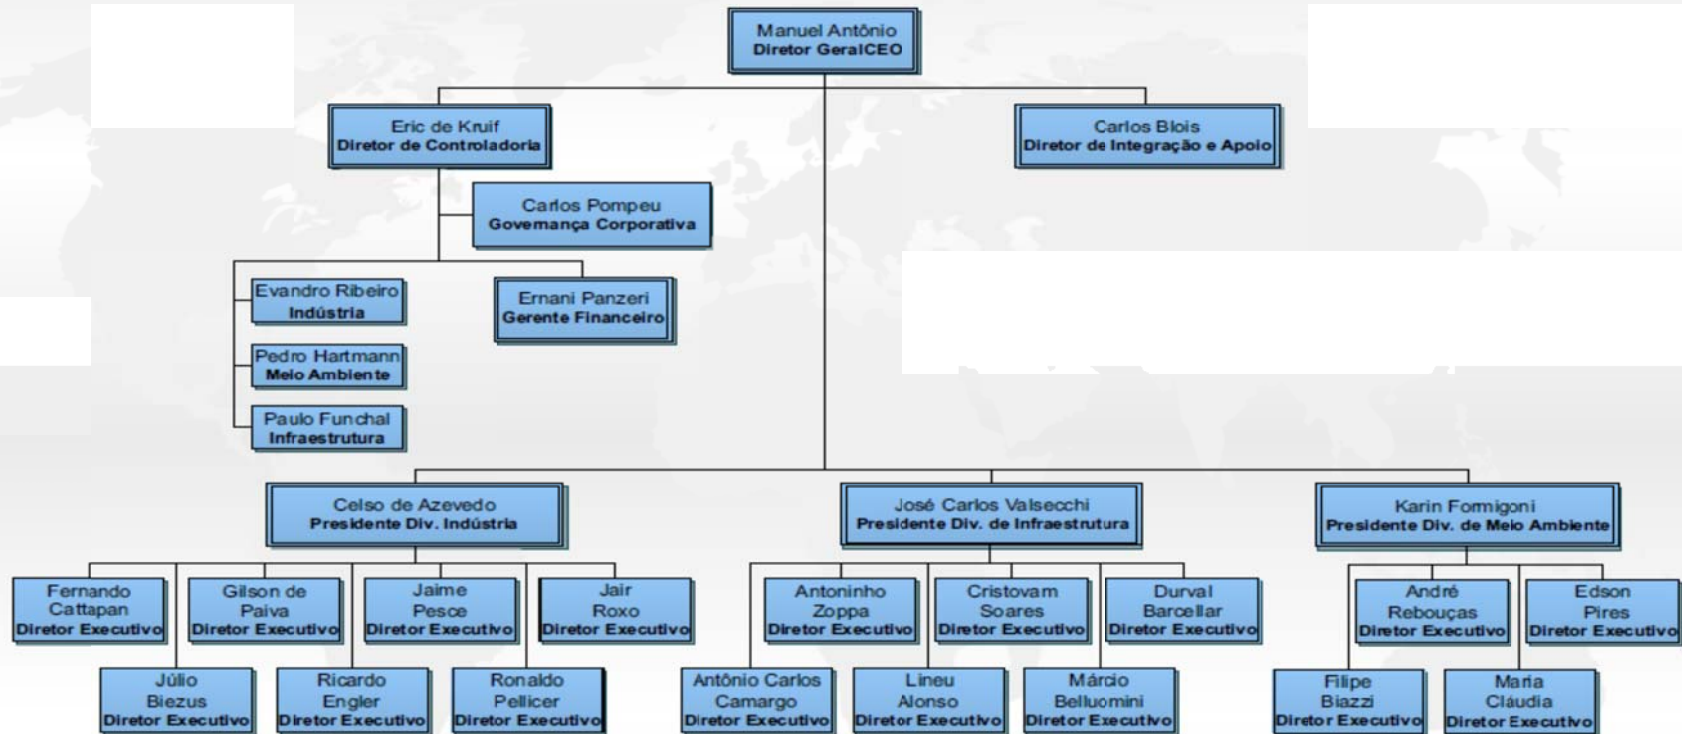 Manuel Antônio
Diretor GeralCEO
Eric de Kruif
Diretor de Controladoria
Carlos Blois
Diretor de Integração e Apoio
Carlos Pompeu
Governança Corporativa
Evandro Ribeiro
Indústria
Ernani Panzeri
Gerente Financeiro
Pedro Hartmann
Meio Ambiente
Paulo Funchal
Infraestrutura
Celso de Azevedo
Presidente Div. Indústria
José Carlos Valsecchi
Presidente Div. de Infraestrutura
Karin Formigoni
Presidente Div. de Meio Ambiente
Fernando
Cattapan
Diretor Executivo
Gilson de
Paiva
Diretor Executivo
Jaime
Pesce
Diretor Executivo
Jair
Roxo
Diretor Executivo
Antoninho
Zoppa
Diretor Executivo
Cristovam
Soares
Diretor Executivo
Durval
Barcellar
Diretor Executivo
André
Rebouças
Diretor Executivo
Edson
Pires
Diretor Executivo
Júlio
Biezus
Diretor Executivo
Ricardo
Engler
Diretor Executivo
Ronaldo
Pellicer
Diretor Executivo
Antônio Carlos
Camargo
Diretor Executivo
Lineu
Alonso
Diretor Executivo
Márcio
Belluomini
Diretor Executivo
Filipe
Biazzi
Diretor Executivo
Maria
Cláudia
Diretor Executivo